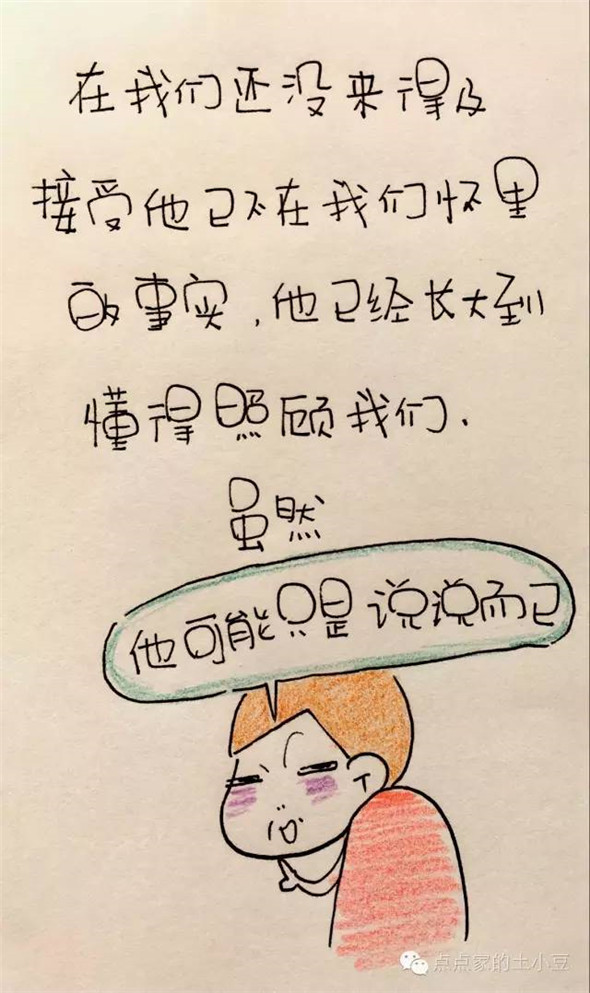 在我们还没来得及
接受他已不在我们怀里
的事实，他已经长大到
懂得照顾我们．
虽然
他可能只是说说而已
点点家的土小豆